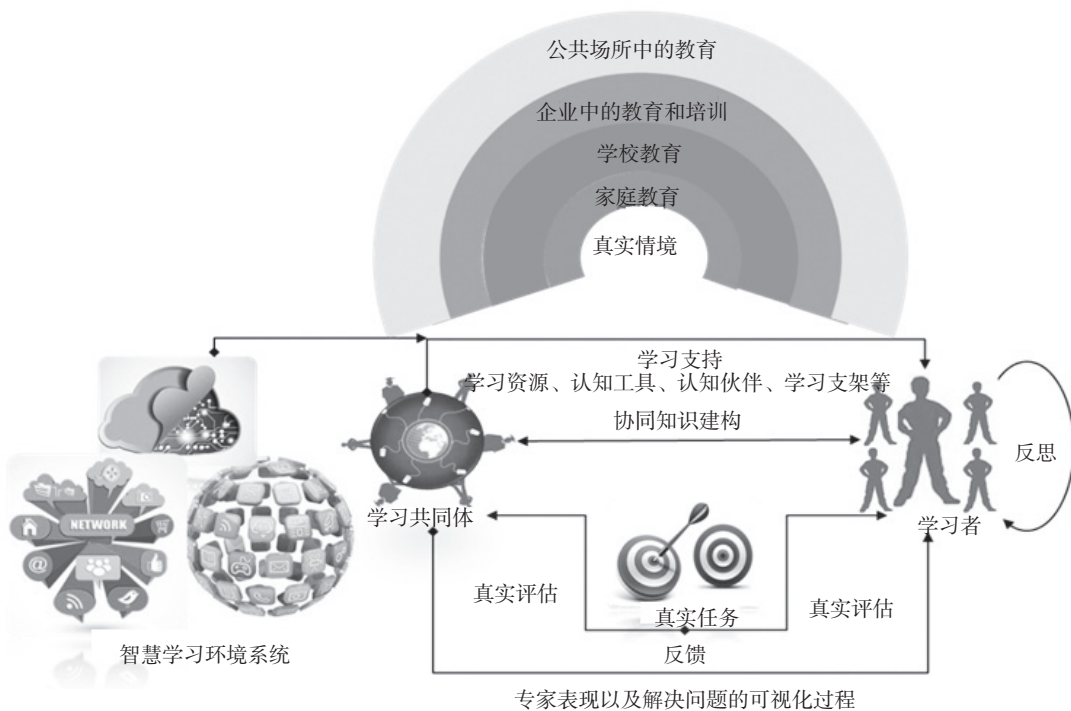 公共场所中的教育
企业中的教育和培训
学校教育
家庭教育
真实情境
学习支持
学习资源、认知工具、认知伙伴、学习支架等
协同知识建构
反思
NETWORK
@
学习共同体
学习者
真实评估
真实任务
真实评估
智慧学习环境系统
反馈
专家表现以及解决问题的可视化过程